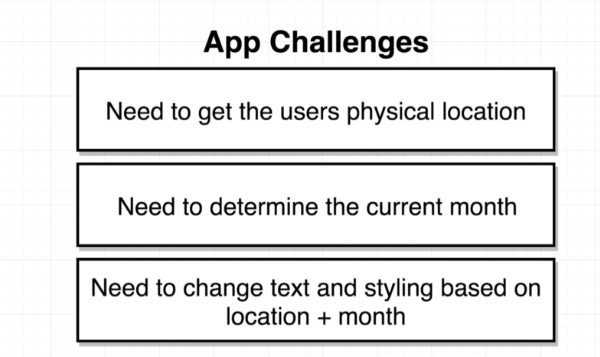 App Challenges
Need to get the users physical location
Need to determine the current month
Need to change text and styling based on
location + month